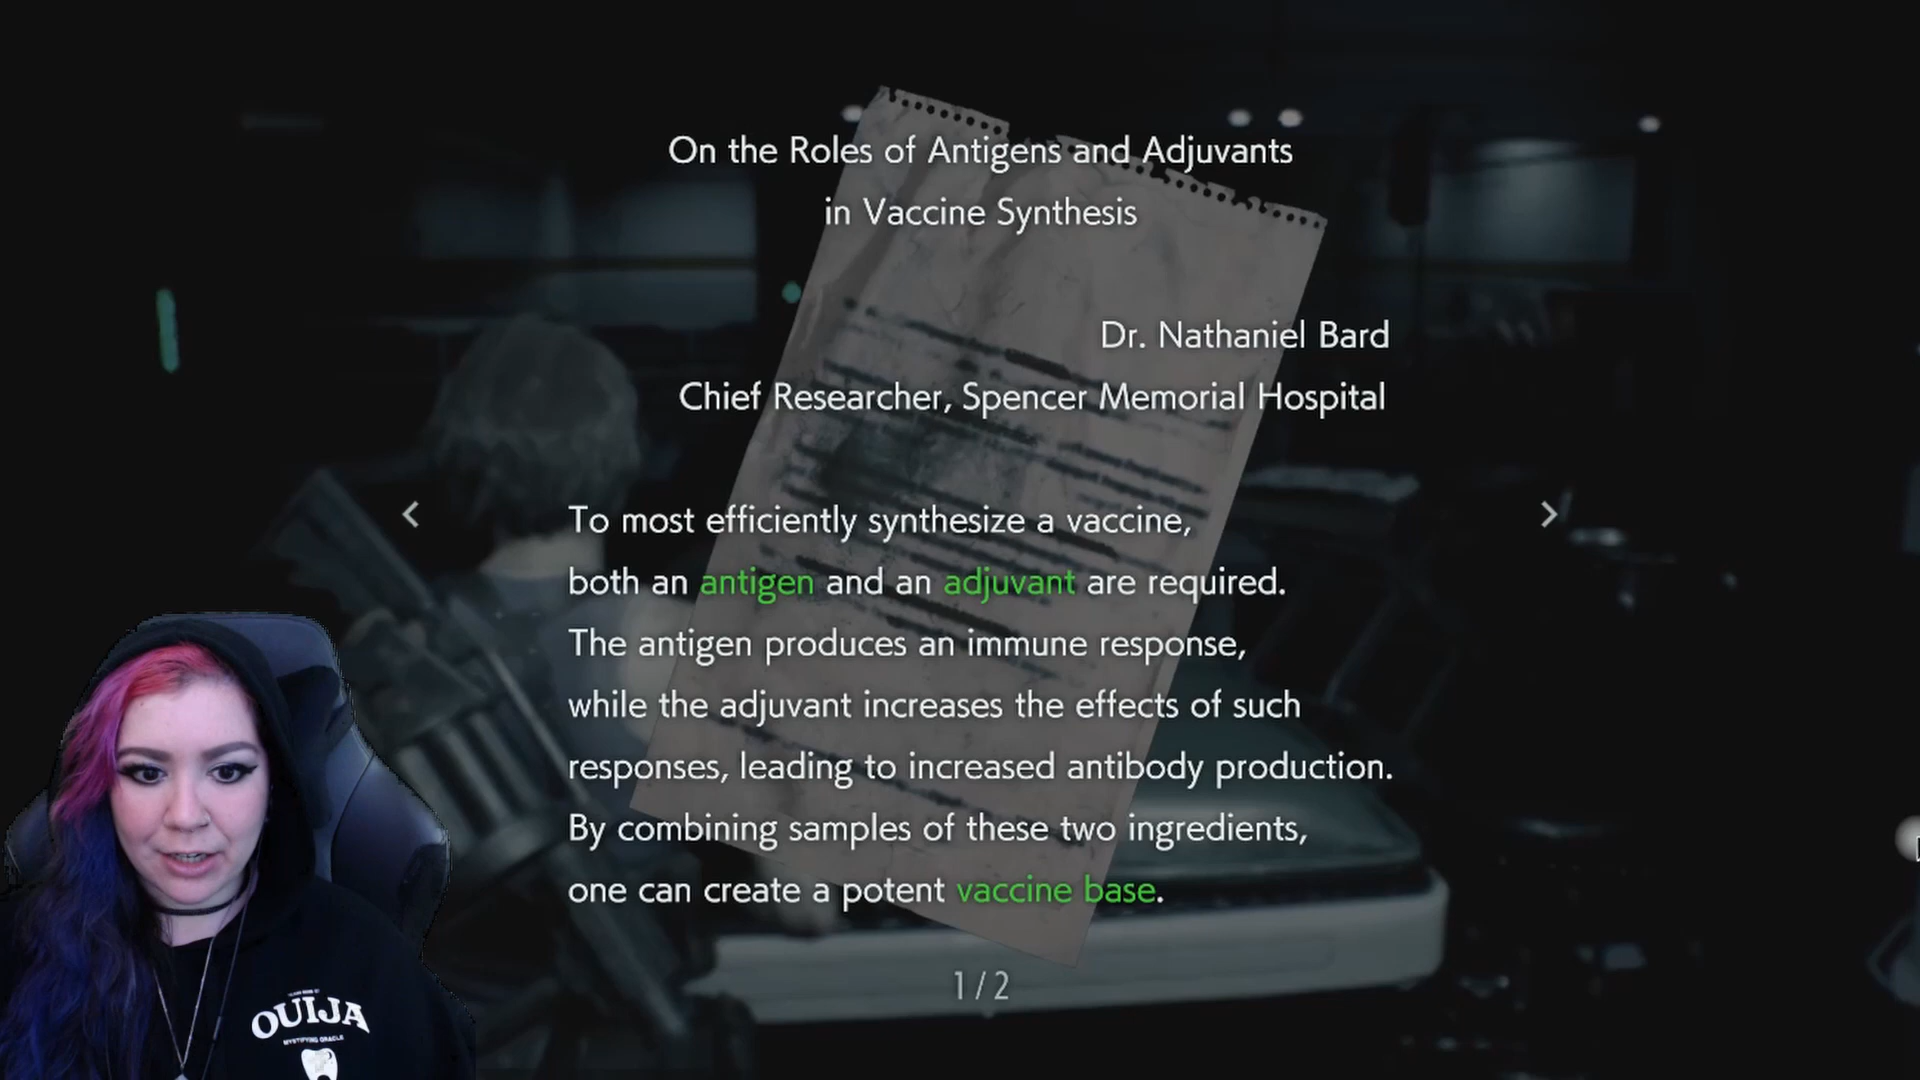 On the Roles of Antigens and Adjuvants
in Vaccine Synthesis
Dr. Nathaniel Bard
Chief Researcher, Spencer Memorial Hospital
To most efficiently synthesize a vaccine,
both an antigen and an adjuvant are required.
The antigen produces an immune response,
while the adjuvant increases the effects of such
responses, leading to increased antibody production.
By combining samples of these two ingredients,
one can create a potent vaccine base.
1/2
OUIJA
MYSTIFYING ORACLE